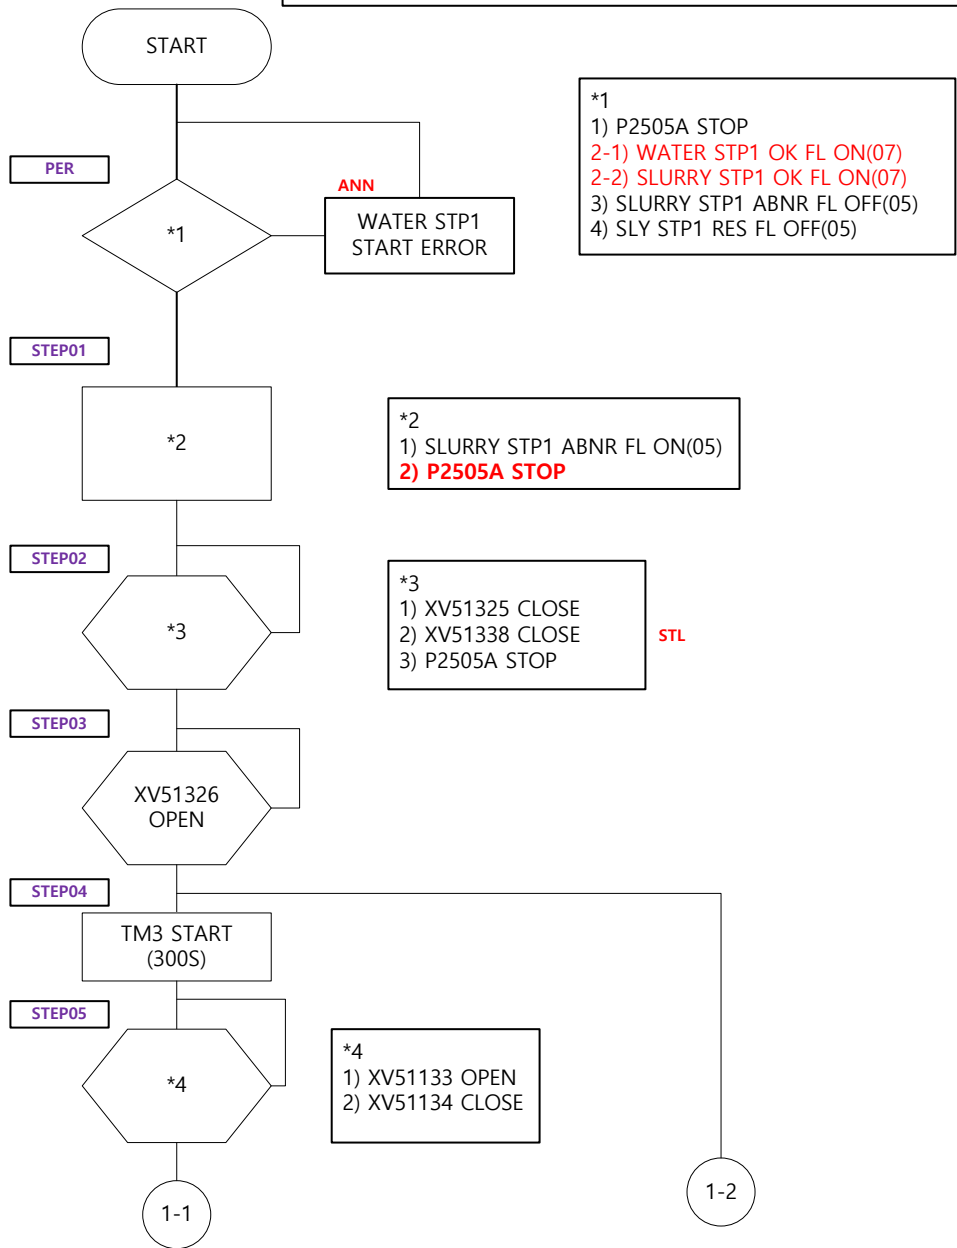 START
*1
1) P2505A STOP
2-1) WATER STP1 OK FL ON(07)
2-2) SLURRY STP1 OK FL ON(07)
3) SLURRY STP1 ABNR FL OFF(05)
4) SLY STP1 RES FL OFF(05)
PER
ANN
*1
WATER STP1
START ERROR
STEP01
*2
*2
1) SLURRY STP1 ABNR FL ON(05)
2) P2505A STOP
STEP02
*3
*3
1) XV51325 CLOSE
2) XV51338 CLOSE
3) P2505A STOP
STL
STEP03
XV51326
OPEN
STEP04
TM3 START
(300S)
STEP05
*4
*4
1) XV51133 OPEN
2) XV51134 CLOSE
1-1
1-2